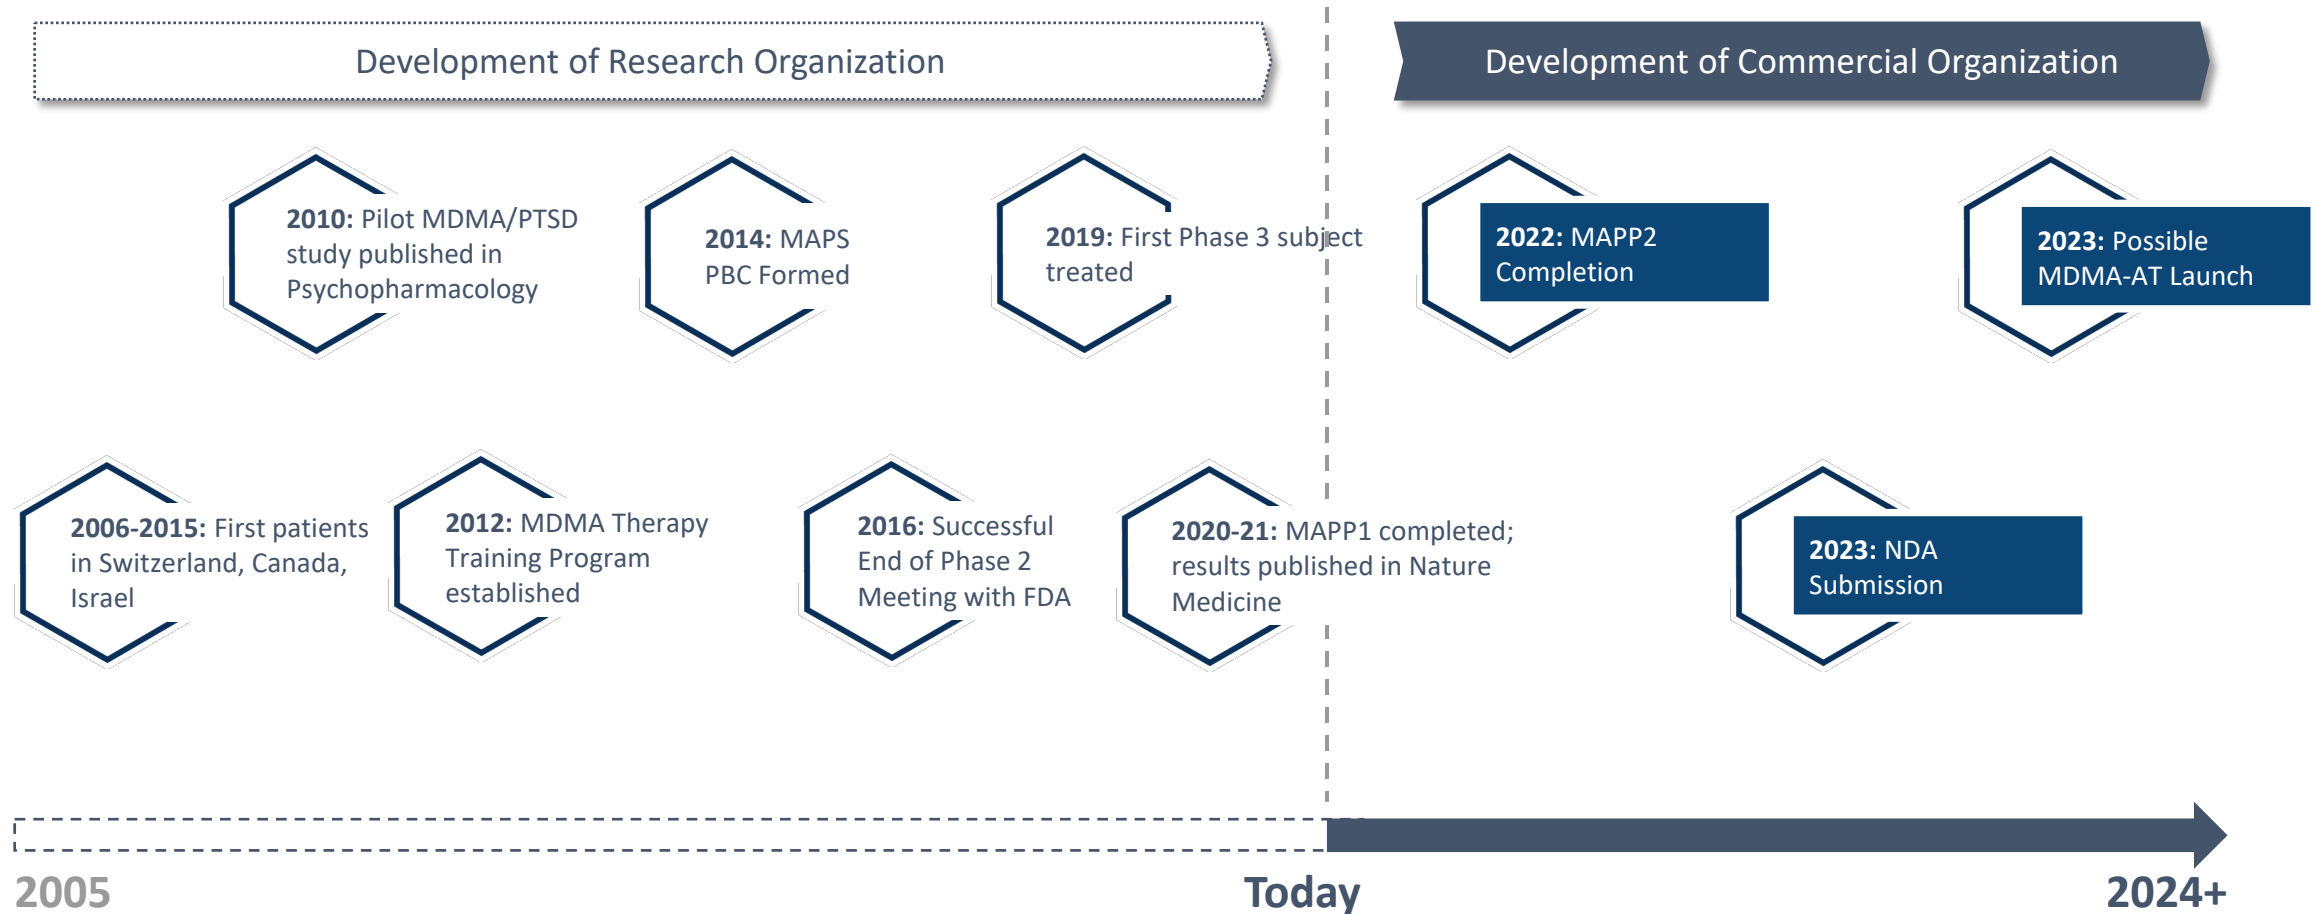 Development of Research Organization
Development of Commercial Organization
2010: Pilot MDMA/PTSD
study published in
Psychopharmacology
2014: MAPS
PBC Formed
2019: First Phase 3 subject
treated
2022: MAPP2
Completion
2023: Possible
MDMA-AT Launch
2006-2015: First patients
in Switzerland, Canada,
Israel
2012: MDMA Therapy
Training Program
established
2016: Successful
End of Phase 2
Meeting with FDA
2020-21: MAPP1 completed;
results published in Nature
Medicine
2023: NDA
Submission
2005
Today
2024+